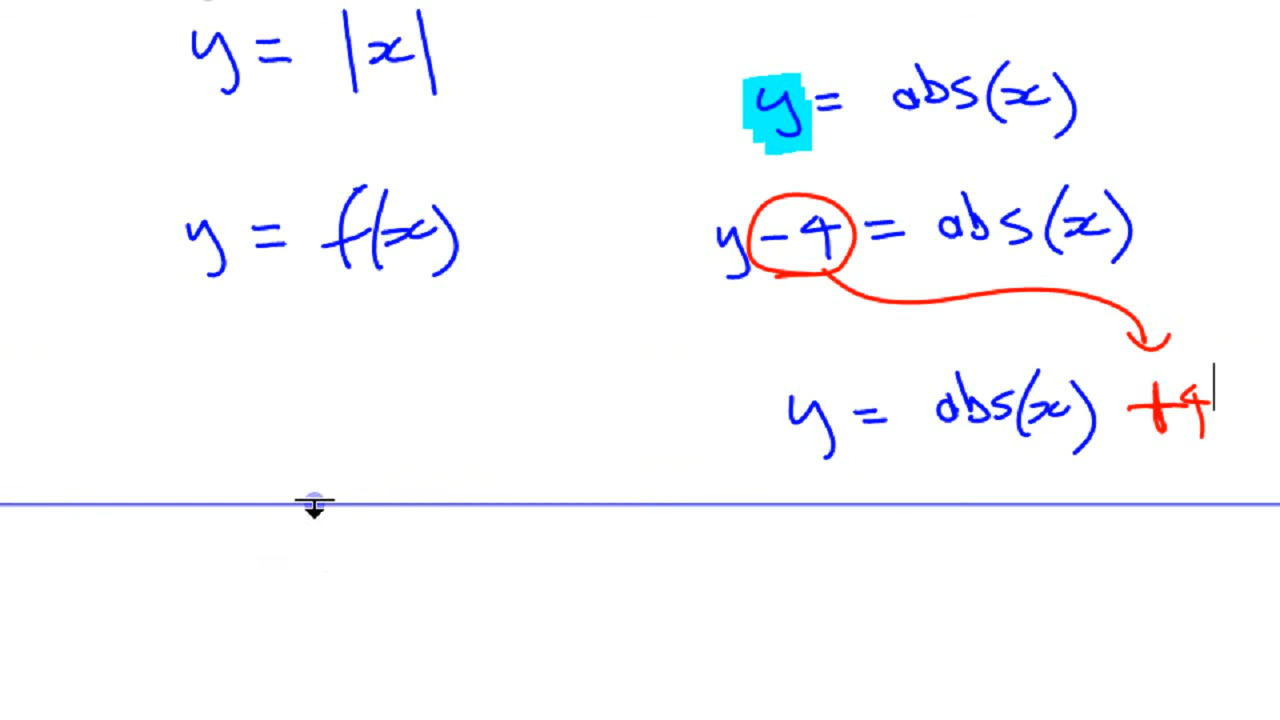 y = |x|
y = abs(x)
y = f(x)
y - 4 = abs(x)
y = abs(x) + 4